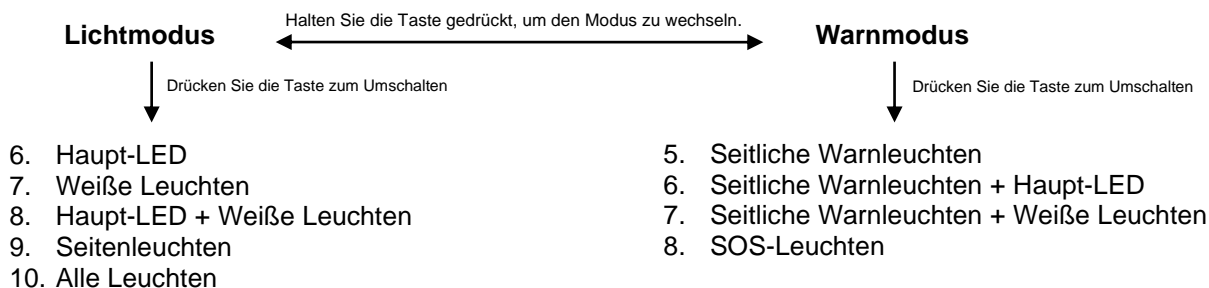 Halten Sie die Taste gedrückt, um den Modus zu wechseln.
Lichtmodus
Warnmodus
Drücken Sie die Taste zum Umschalten
Drücken Sie die Taste zum Umschalten
6. Haupt-LED
7. Weiße Leuchten
8. Haupt-LED + Weiße Leuchten
9. Seitenleuchten
10. Alle Leuchten
5. Seitliche Warnleuchten
6. Seitliche Warnleuchten + Haupt-LED
7. Seitliche Warnleuchten + Weiße Leuchten
8. SOS-Leuchten